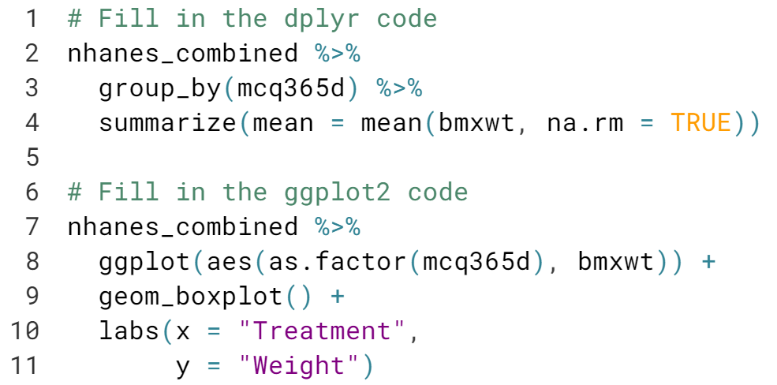 1 # Fill in the dplyr code
2 nhanes_combined %>%
3   group_by(mcq365d) %>%
4   summarize(mean = mean(bmxwt, na.rm = TRUE))
5
6 # Fill in the ggplot2 code
7 nhanes_combined %>%
8   ggplot(aes(as.factor(mcq365d), bmxwt)) +
9   geom_boxplot() +
10   labs(x = "Treatment",
11        y = "Weight")